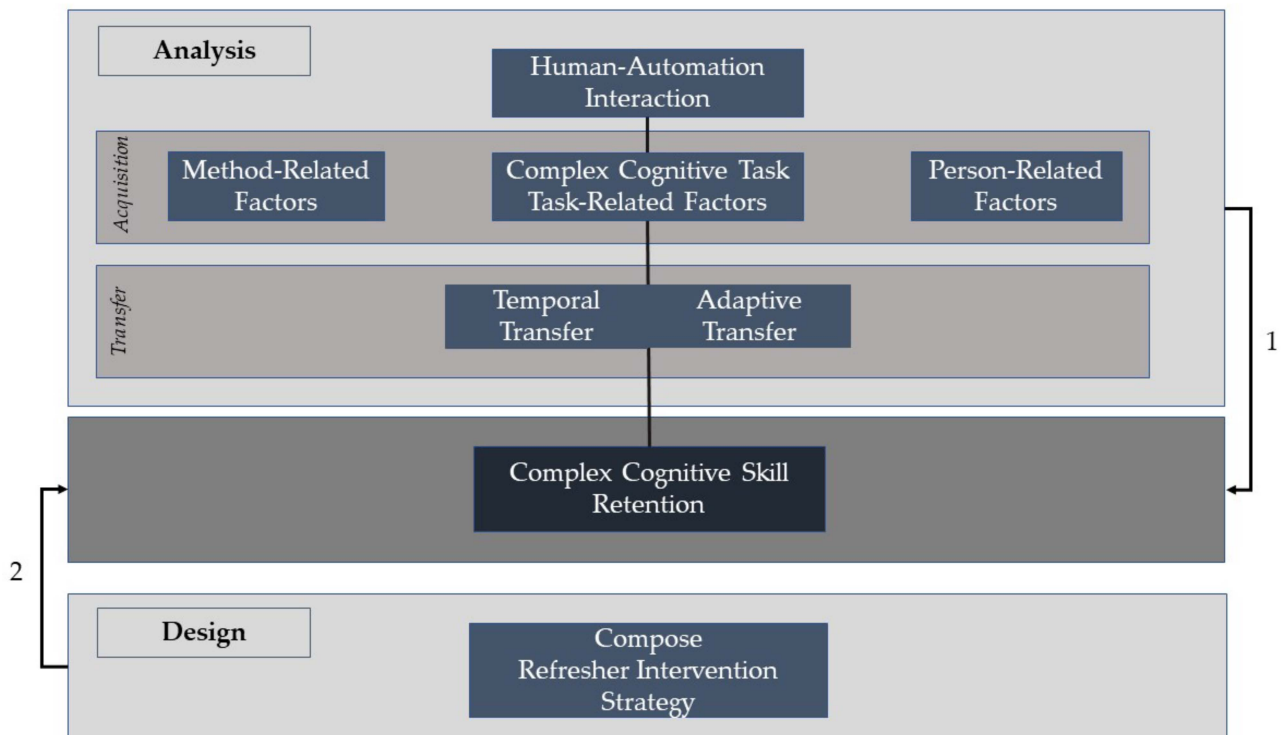 Analysis
Human-Automation
Interaction
Acquisition
Method-Related
Factors
Complex Cognitive Task
Task-Related Factors
Person-Related
Factors
Transfer
Temporal
Transfer
Adaptive
Transfer
1
Complex Cognitive Skill
Retention
2
Design
Compose
Refresher Intervention
Strategy